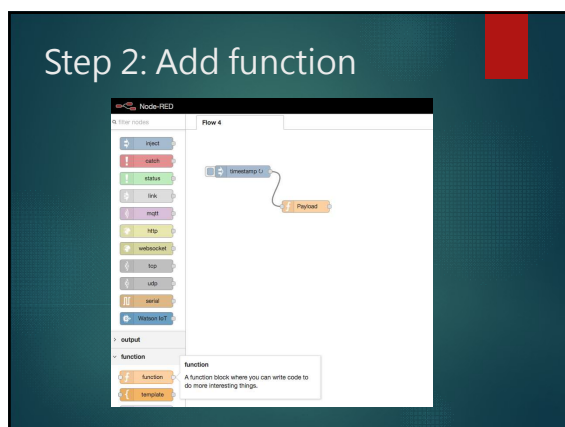 Step 2: Add function
Node-RED
filter nodes
Flow 4
inject
catch
status
link
mqtt
http
websocket
tcp
udp
serial
Watson IoT
timestamp ↻
Payload
output
function
function
template
function
A function block where you can write code to
do more interesting things.